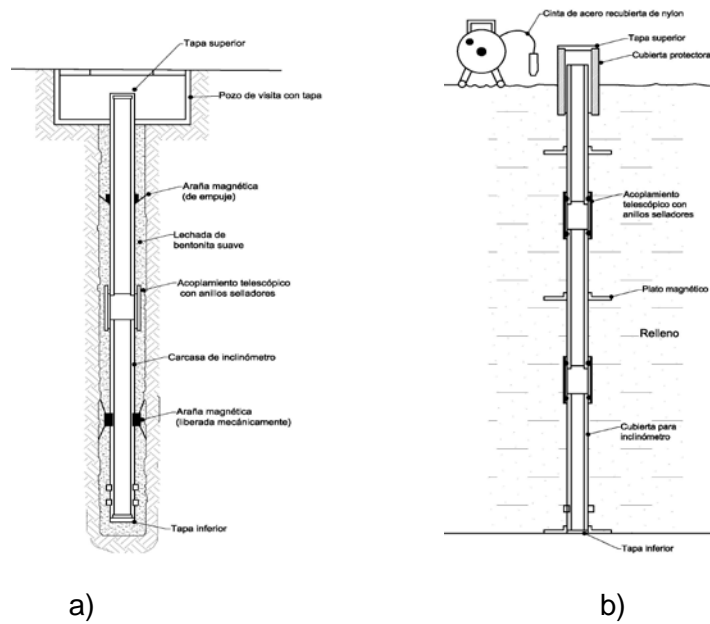 Tapa superior
Pozo de visita con tapa
Araña magnética
(de empuje)
Lechada de
bentonita suave
Acoplamiento telescópico
con anillos selladores
Carcasa de inclinómetro
Araña magnética
(liberada mecánicamente)
Tapa inferior
a)
Cinta de acero recubierta de nylon
Tapa superior
Cubierta protectora
Acoplamiento
telescópico con
anillos selladores
Plato magnético
Relleno
Cubierta para
inclinómetro
Tapa inferior
b)